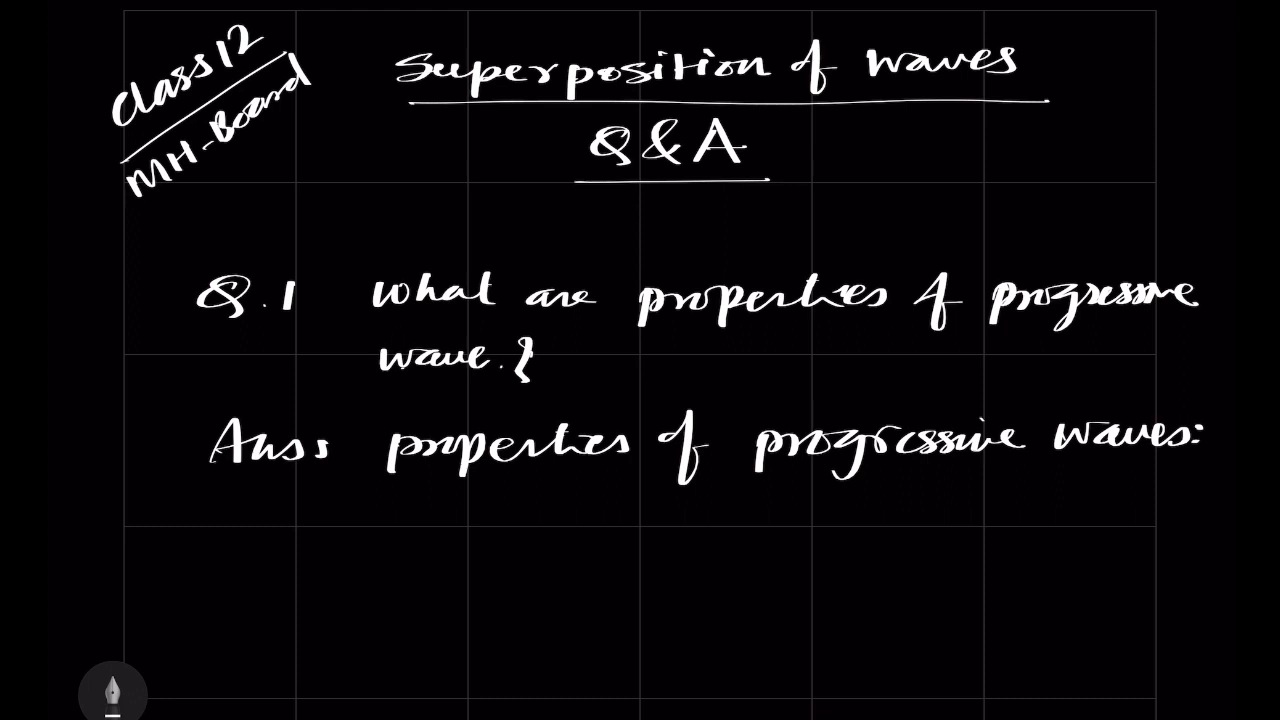 Class 12
MH-Board
Superposition of waves
Q&A
Q.1 What are properties of progressive
wave.?
Ans: properties of progressive waves: